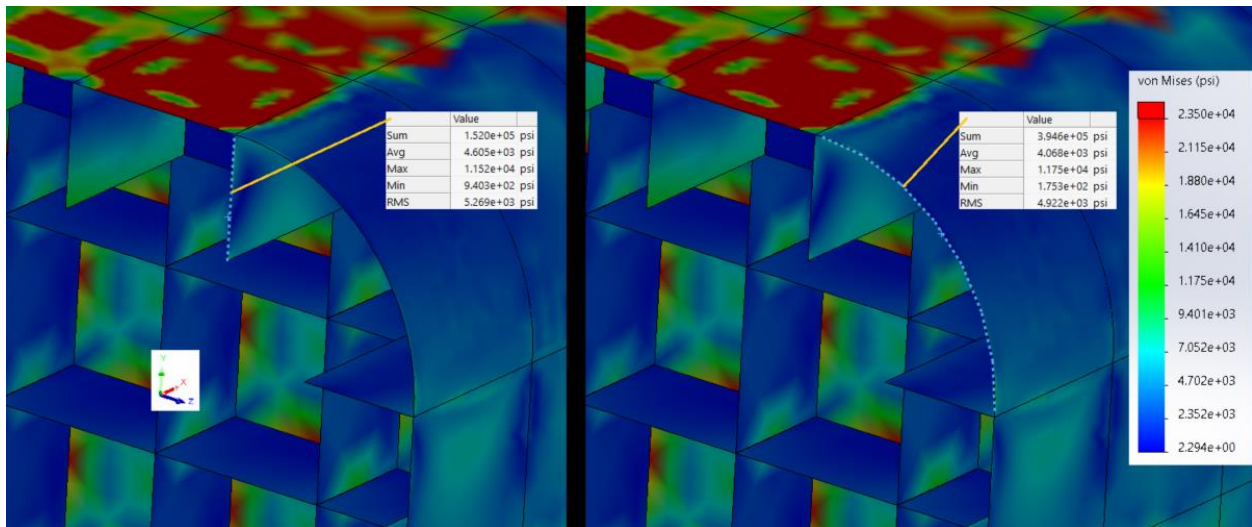 Value
Sum 1.520e+05 psi
Avg 4.605e+03 psi
Max 1.152e+04 psi
Min 9.403e+02 psi
RMS 5.269e+03 psi
Y
X
Z
Value
Sum 3.946e+05 psi
Avg 4.068e+03 psi
Max 1.175e+04 psi
Min 1.753e+02 psi
RMS 4.922e+03 psi
von Mises (psi)
2.350e+04
2.115e+04
1.880e+04
1.645e+04
1.410e+04
1.175e+04
9.401e+03
7.052e+03
4.702e+03
2.352e+03
2.294e+00